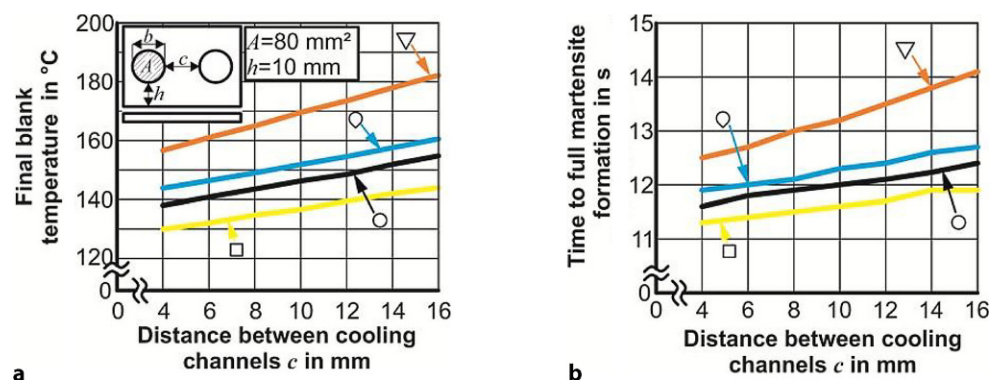 200
180
160
140
120
0
Final blank
temperature in °C
b
c
A
h
A=80 mm²
h=10 mm
0 4 6 8 10 12 14 16
Distance between cooling
channels c in mm
a
15
14
13
12
11
0
Time to full martensite
formation in s
0 4 6 8 10 12 14 16
Distance between cooling
channels c in mm
b